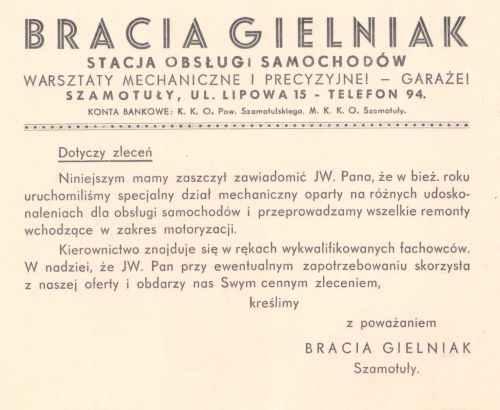 BRACIA GIELNIAK
STACJA OBSŁUGI SAMOCHODÓW
WARSZTATY MECHANICZNE I PRECYZYJNE! – GARAŻE!
SZAMOTUŁY, UL. LIPOWA 15 - TELEFON 94.
KONTA BANKOWE: K. K. O. Pow. Szamotulskiego. M. K. K. O. Szamotuły.
Dotyczy zleceń
Niniejszym mamy zaszczyt zawiadomić JW. Pana, że w bież. roku
uruchomiliśmy specjalny dział mechaniczny oparty na różnych udosko-
naleniach dla obsługi samochodów i przeprowadzamy wszelkie remonty
wchodzące w zakres motoryzacji.
Kierownictwo znajduje się w rękach wykwalifikowanych fachowców.
W nadziei, że JW. Pan przy ewentualnym zapotrzebowaniu skorzysta
z naszej oferty i obdarzy nas Swym cennym zleceniem,
kreślimy
z poważaniem
BRACIA GIELNIAK
Szamotuły.